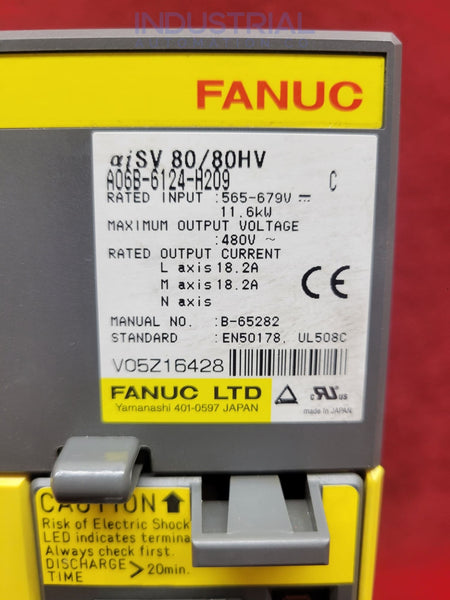 INDUSTRIAL
FANUC
αiSV 80/80HV
A06B-6124-H209 C
RATED INPUT :565-679V ⎓
11.6kW
MAXIMUM OUTPUT VOLTAGE
:480V ~
RATED OUTPUT CURRENT
L axis 18.2A
M axis 18.2A
N axis
CE
MANUAL NO. :B-65282
STANDARD :EN50178, UL508C
V05Z16428
FANUC LTD
Yamanashi 401-0597 JAPAN
c RU us
made in JAPAN
CAUTION
Risk of Electric Shock
LED indicates termina
Always check first.
DISCHARGE > 20min.
TIME